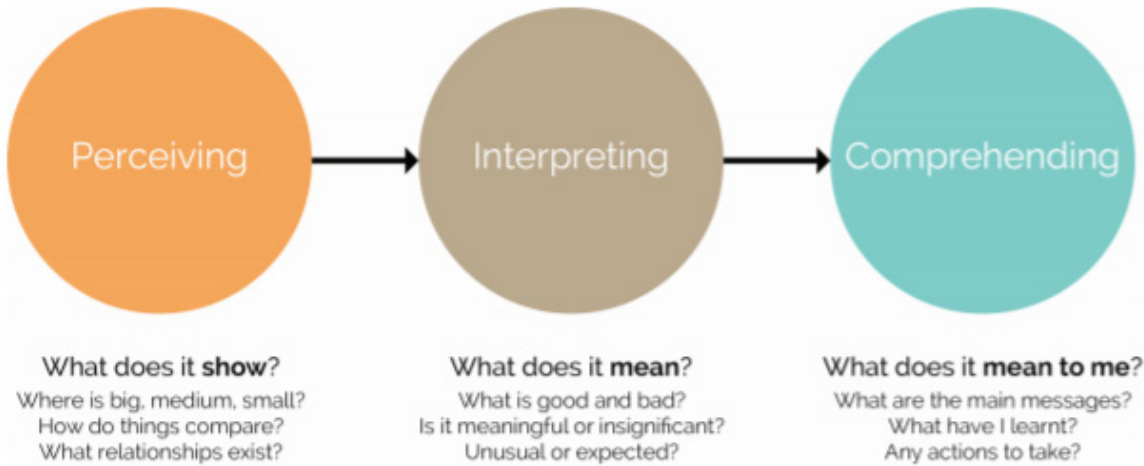 Perceiving
Interpreting
Comprehending
What does it show?
Where is big, medium, small?
How do things compare?
What relationships exist?
What does it mean?
What is good and bad?
Is it meaningful or insignificant?
Unusual or expected?
What does it mean to me?
What are the main messages?
What have I learnt?
Any actions to take?